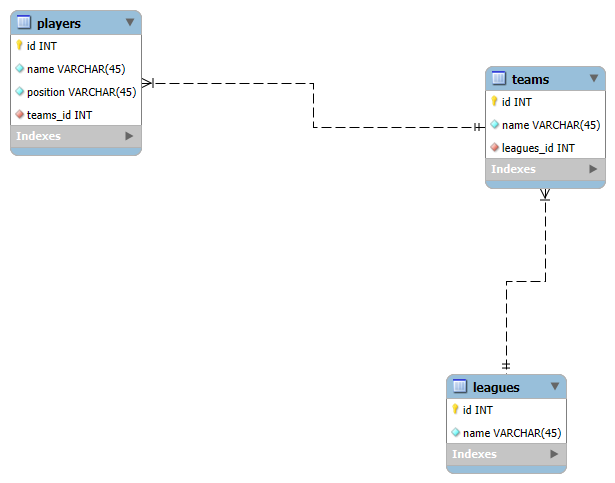 players
id INT
name VARCHAR(45)
position VARCHAR(45)
teams_id INT
Indexes
teams
id INT
name VARCHAR(45)
leagues_id INT
Indexes
leagues
id INT
name VARCHAR(45)
Indexes